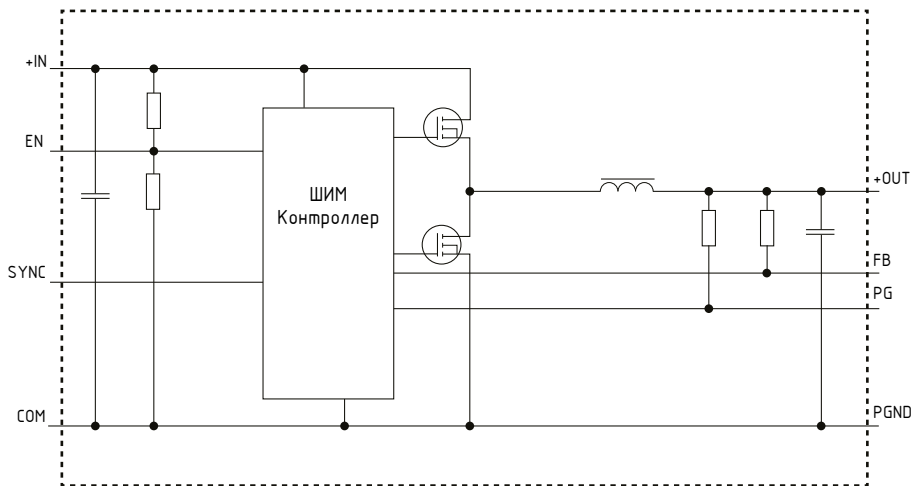 +IN
EN
ШИМ
Контроллер
+OUT
SYNC
FB
PG
COM
PGND